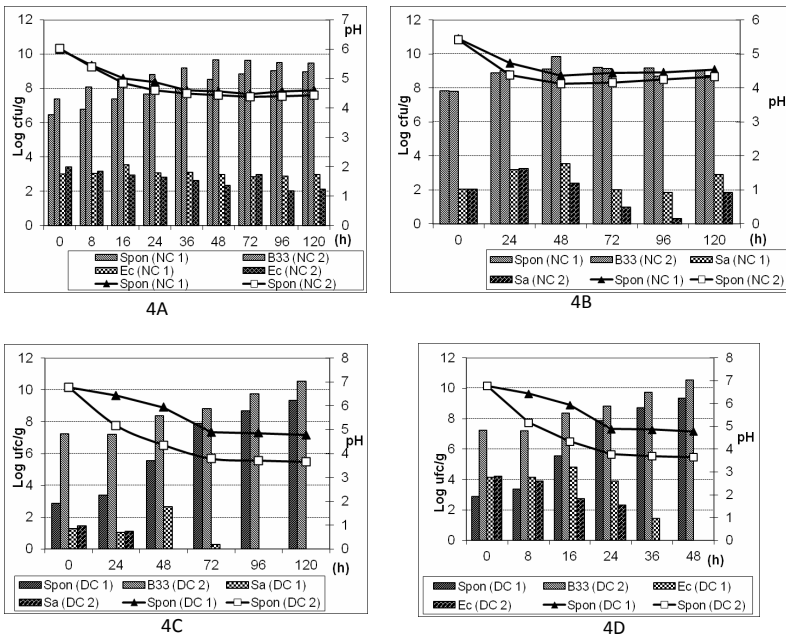 12
10
8
6
4
2
0
Log cfu/g
7
6
5
4
3
2
1
0
pH
0 8 16 24 36 48 72 96 120 (h)
Spon (NC 1) B33 (NC 2)
Ec (NC 1) Ec (NC 2)
Spon (NC 1) Spon (NC 2)
4A
12
10
8
6
4
2
0
Log cfu/g
6
5
4
3
2
1
0
pH
0 24 48 72 96 120 (h)
Spon (NC 1) B33 (NC 2) Sa (NC 1)
Sa (NC 2) Spon (NC 1) Spon (NC 2)
4B
12
10
8
6
4
2
0
Log ufc/g
8
7
6
5
4
3
2
1
0
pH
0 24 48 72 96 120 (h)
Spon (DC 1) B33 (DC 2) Sa (DC 1)
Sa (DC 2) Spon (DC 1) Spon (DC 2)
4C
12
10
8
6
4
2
0
Log ufc/g
8
7
6
5
4
3
2
1
0
pH
0 8 16 24 36 48 (h)
Spon (DC 1) B33 (DC 2) Ec (DC 1)
Ec (DC 2) Spon (DC 1) Spon (DC 2)
4D